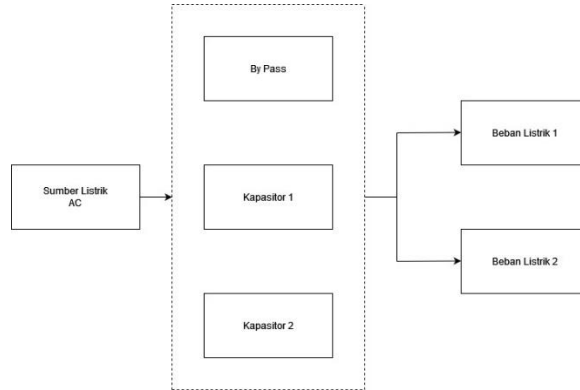 By Pass
Sumber Listrik
AC
Kapasitor 1
Kapasitor 2
Beban Listrik 1
Beban Listrik 2